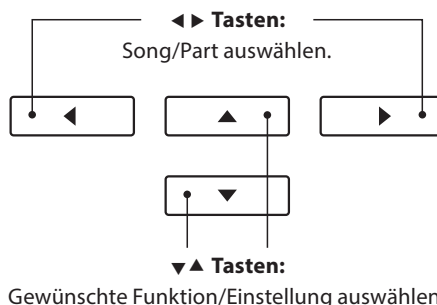 ◀ ▶ Tasten:
Song/Part auswählen.
◀ ▲ ▶
▼
▼▲ Tasten:
Gewünschte Funktion/Einstellung auswählen